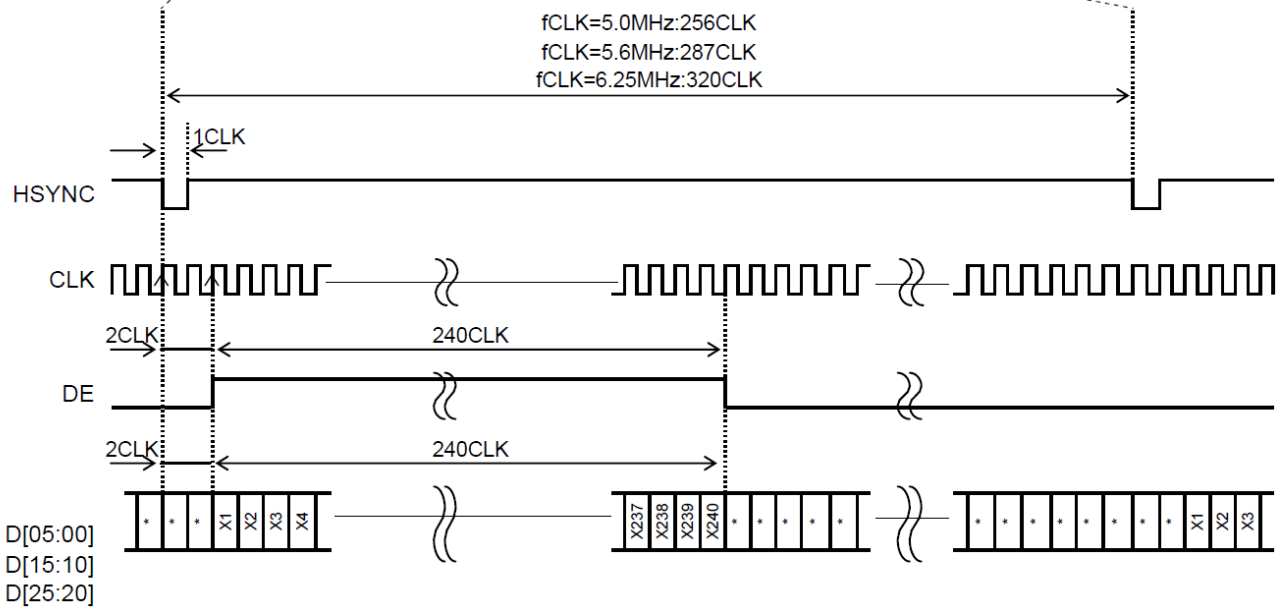 fCLK=5.0MHz:256CLK
fCLK=5.6MHz:287CLK
fCLK=6.25MHz:320CLK
1CLK
HSYNC
CLK
2CLK 240CLK
DE
2CLK 240CLK
* * * X1 X2 X3 X4 X237 X238 X239 X240 * * * * * * * * * * * * * X1 X2 X3
D[05:00]
D[15:10]
D[25:20]